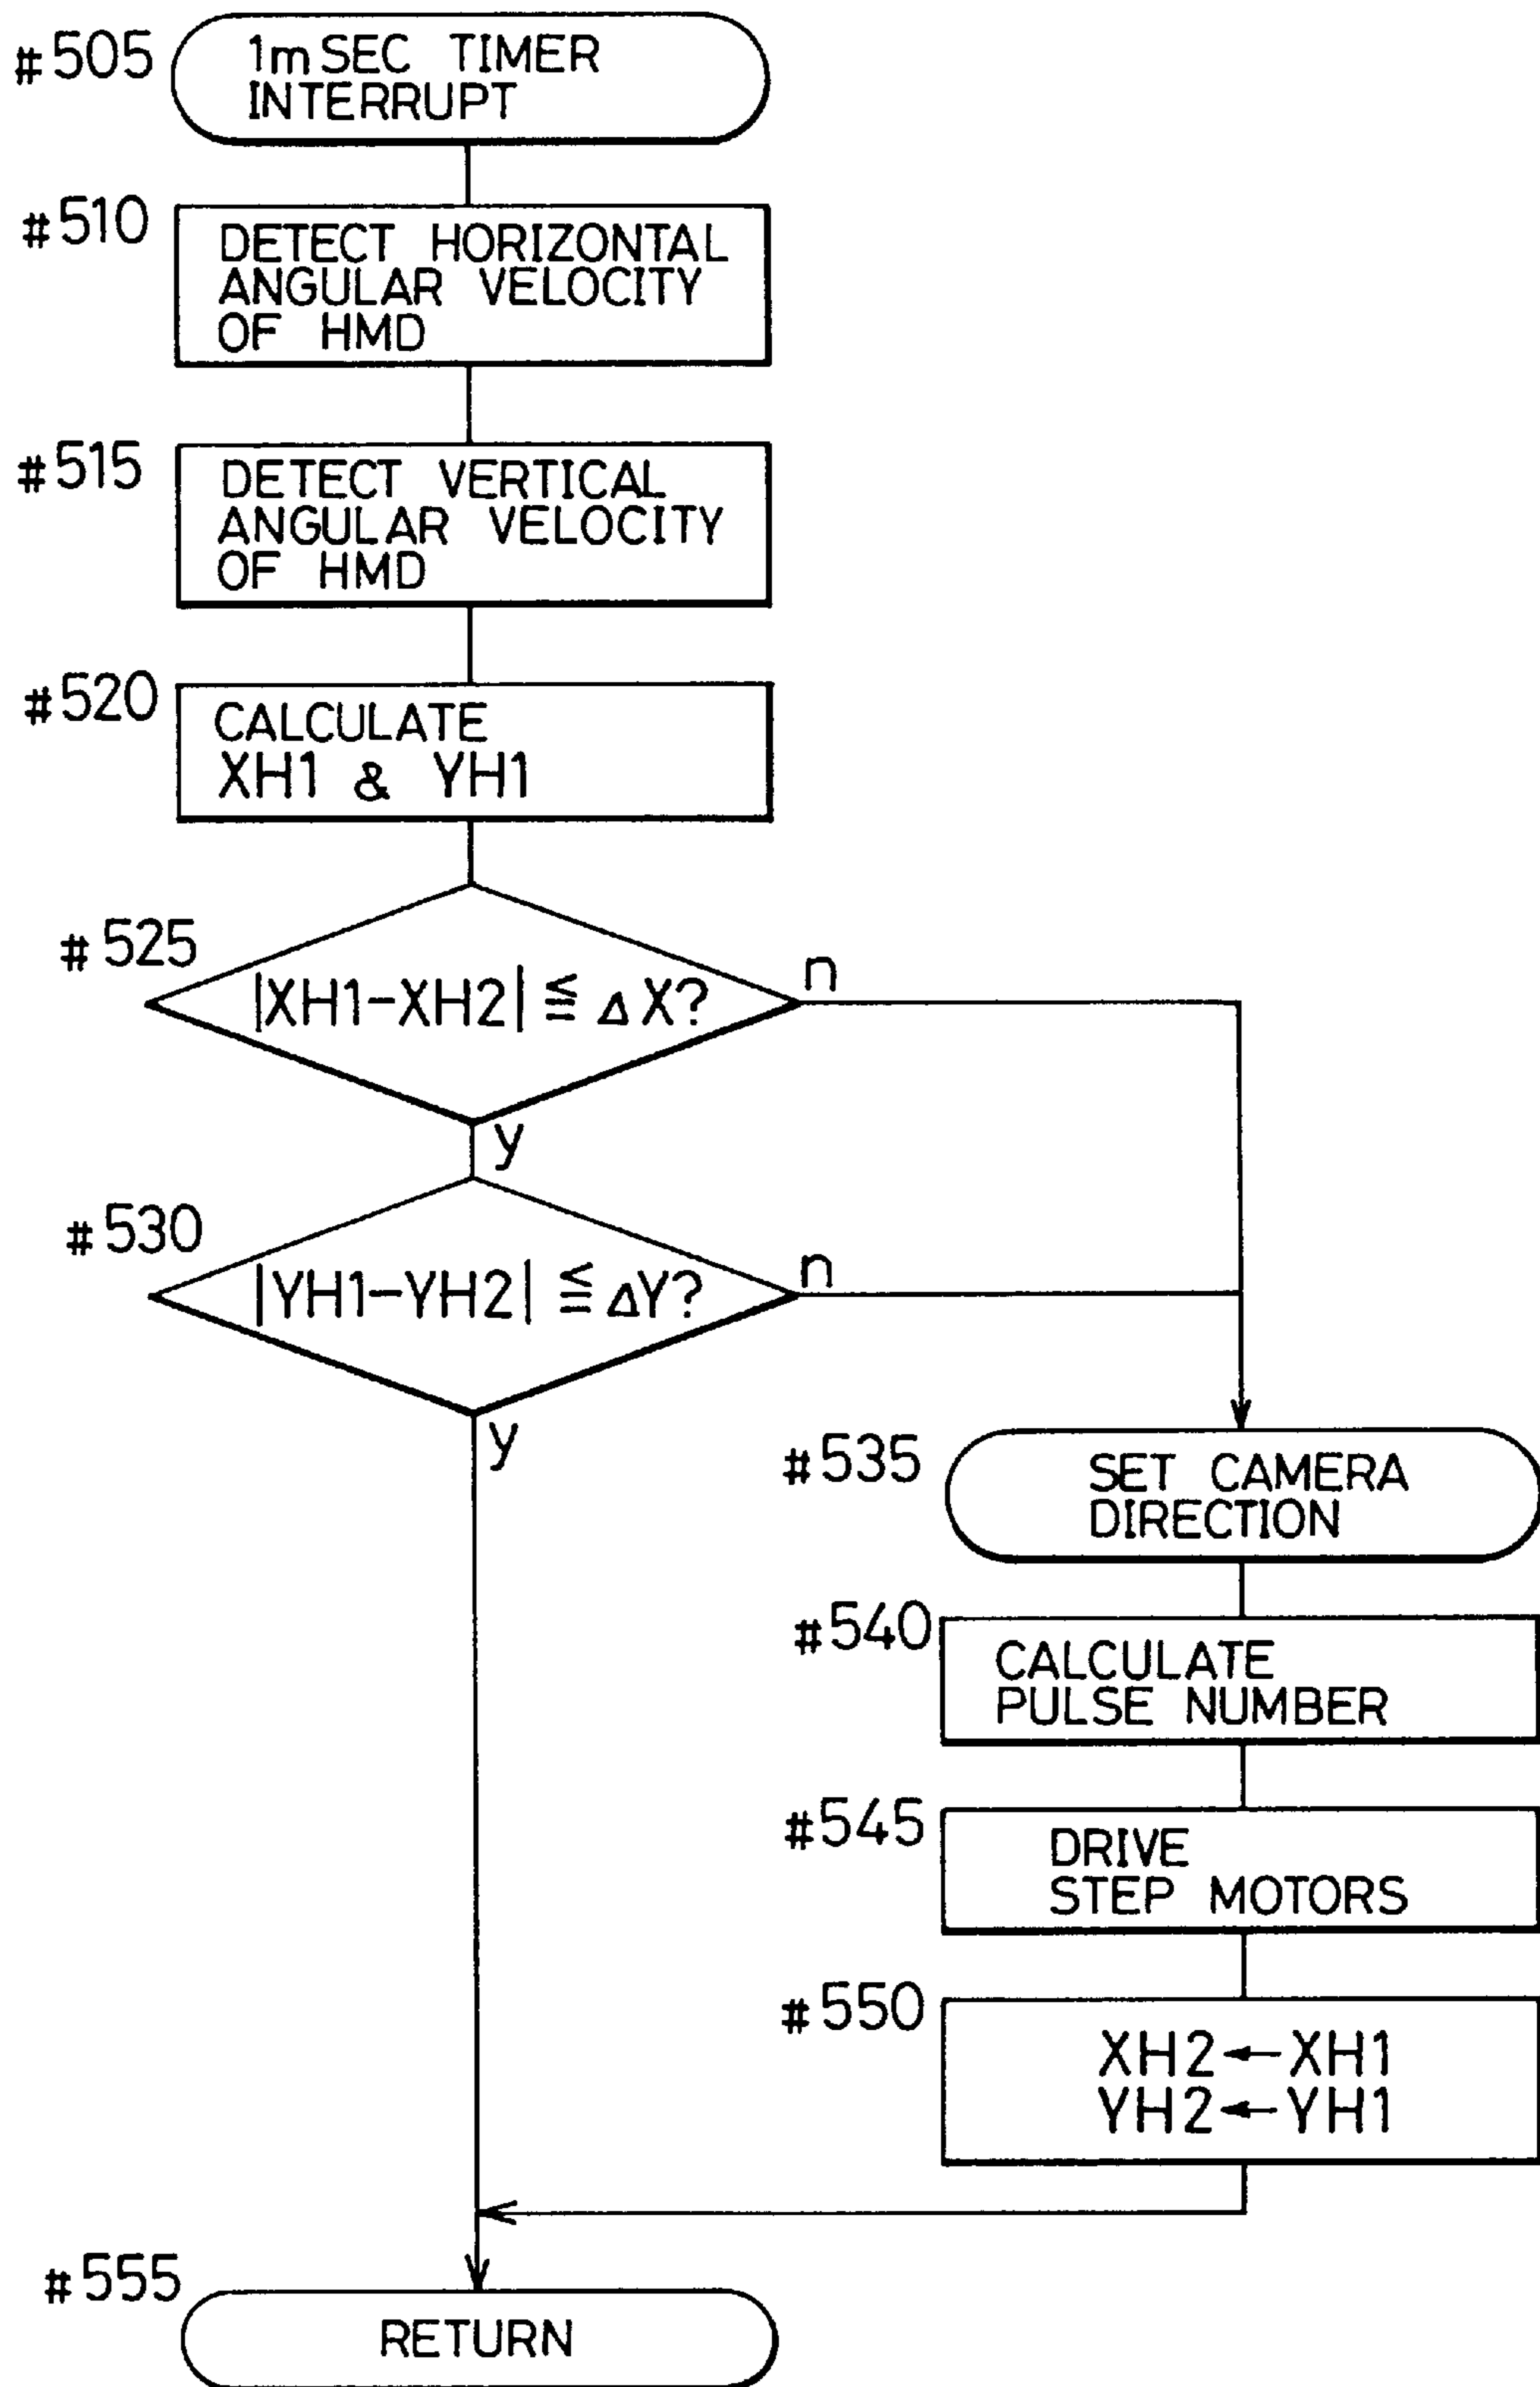 #505
1mSEC TIMER
INTERRUPT
#510
DETECT HORIZONTAL
ANGULAR VELOCITY
OF HMD
#515
DETECT VERTICAL
ANGULAR VELOCITY
OF HMD
#520
CALCULATE
XH1 & YH1
#525
|XH1-XH2| ≦ ΔX?
n
y
#530
|YH1-YH2| ≦ ΔY?
n
y
#535
SET CAMERA
DIRECTION
#540
CALCULATE
PULSE NUMBER
#545
DRIVE
STEP MOTORS
#550
XH2←XH1
YH2←YH1
#555
RETURN